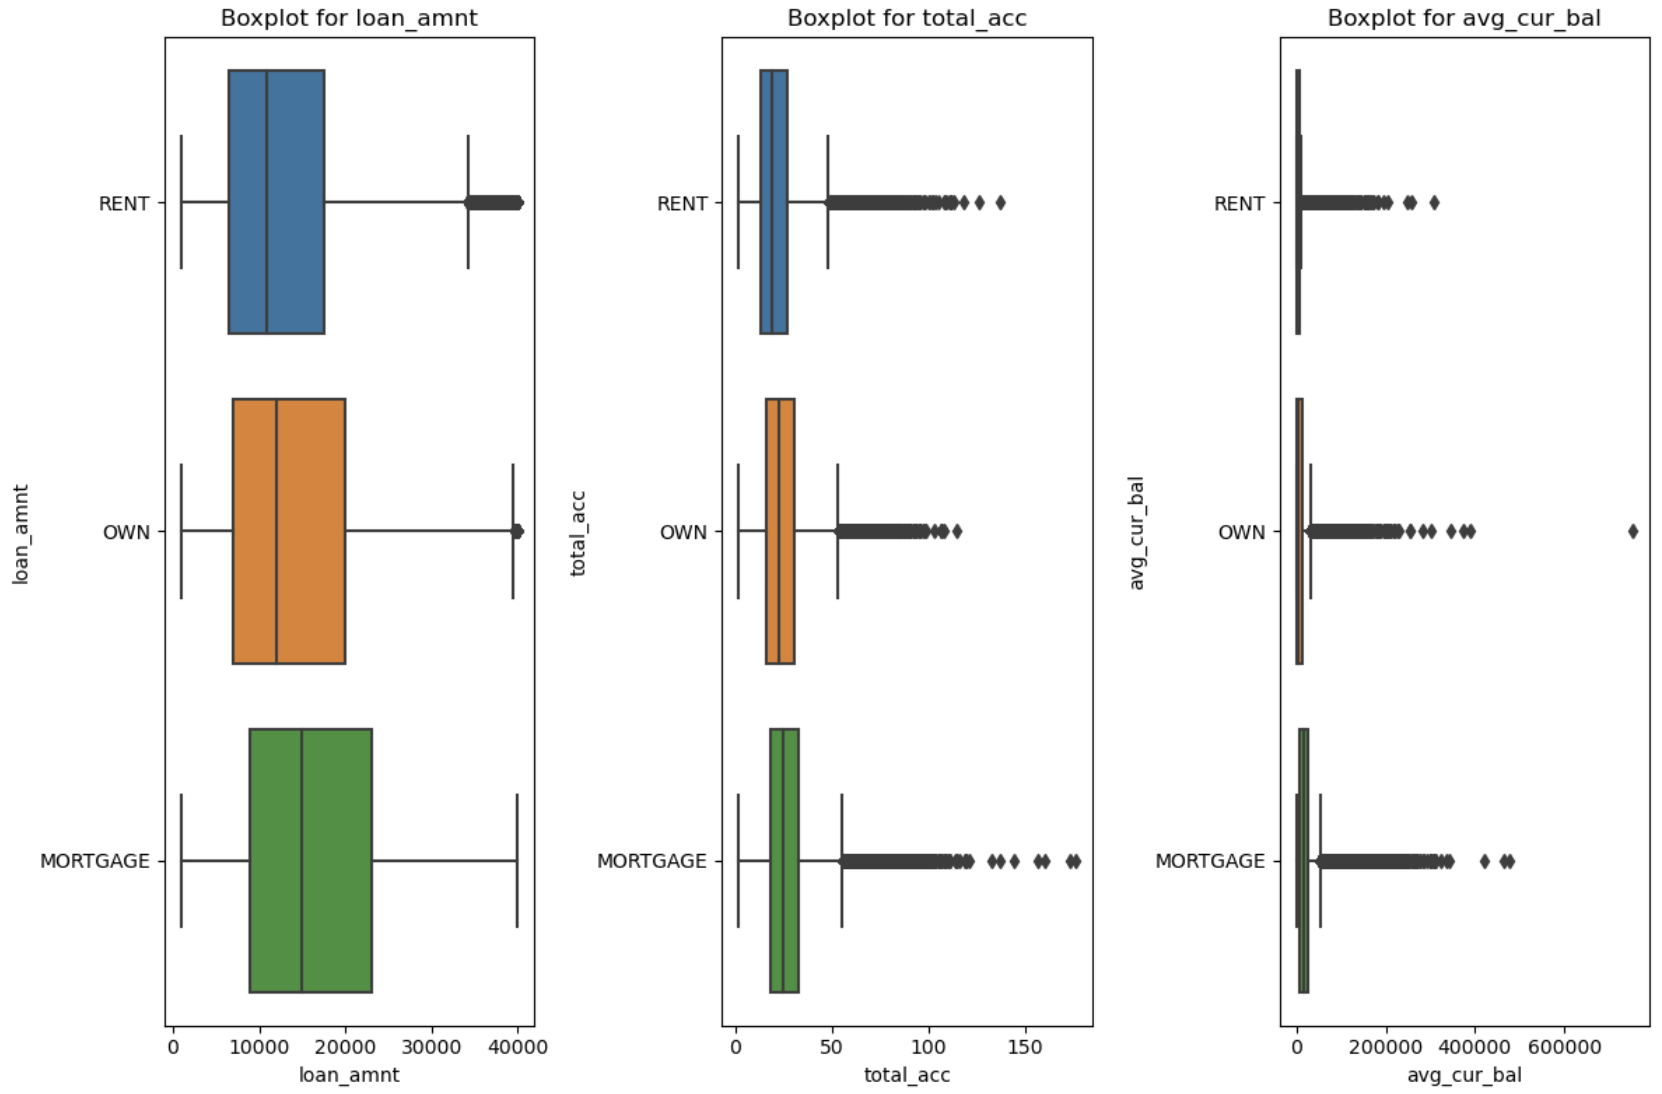 Boxplot for loan_amnt
loan_amnt
RENT
OWN
MORTGAGE
0 10000 20000 30000 40000
loan_amnt
Boxplot for total_acc
total_acc
RENT
OWN
MORTGAGE
0 50 100 150
total_acc
Boxplot for avg_cur_bal
avg_cur_bal
RENT
OWN
MORTGAGE
0 200000 400000 600000
avg_cur_bal